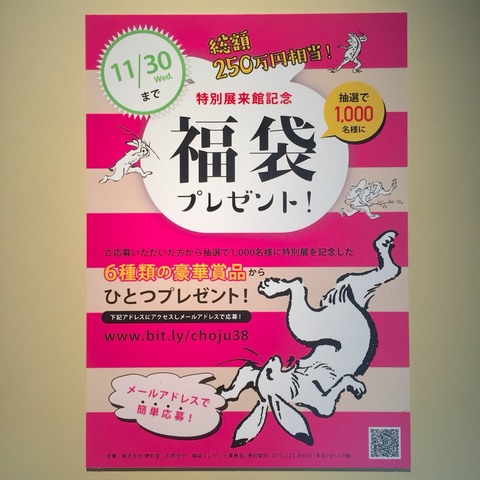 11/30
Wed.
まで
総額
250万円相当！
特別展来館記念
抽選で
1,000
名様に
福袋
プレゼント！
ご応募いただいた方から抽選で1,000名様に特別展を記念した
6種類の豪華賞品から
ひとつプレゼント！
下記アドレスにアクセスしメールアドレスで応募！
www.bit.ly/choju38
メールアドレスで
簡単応募！